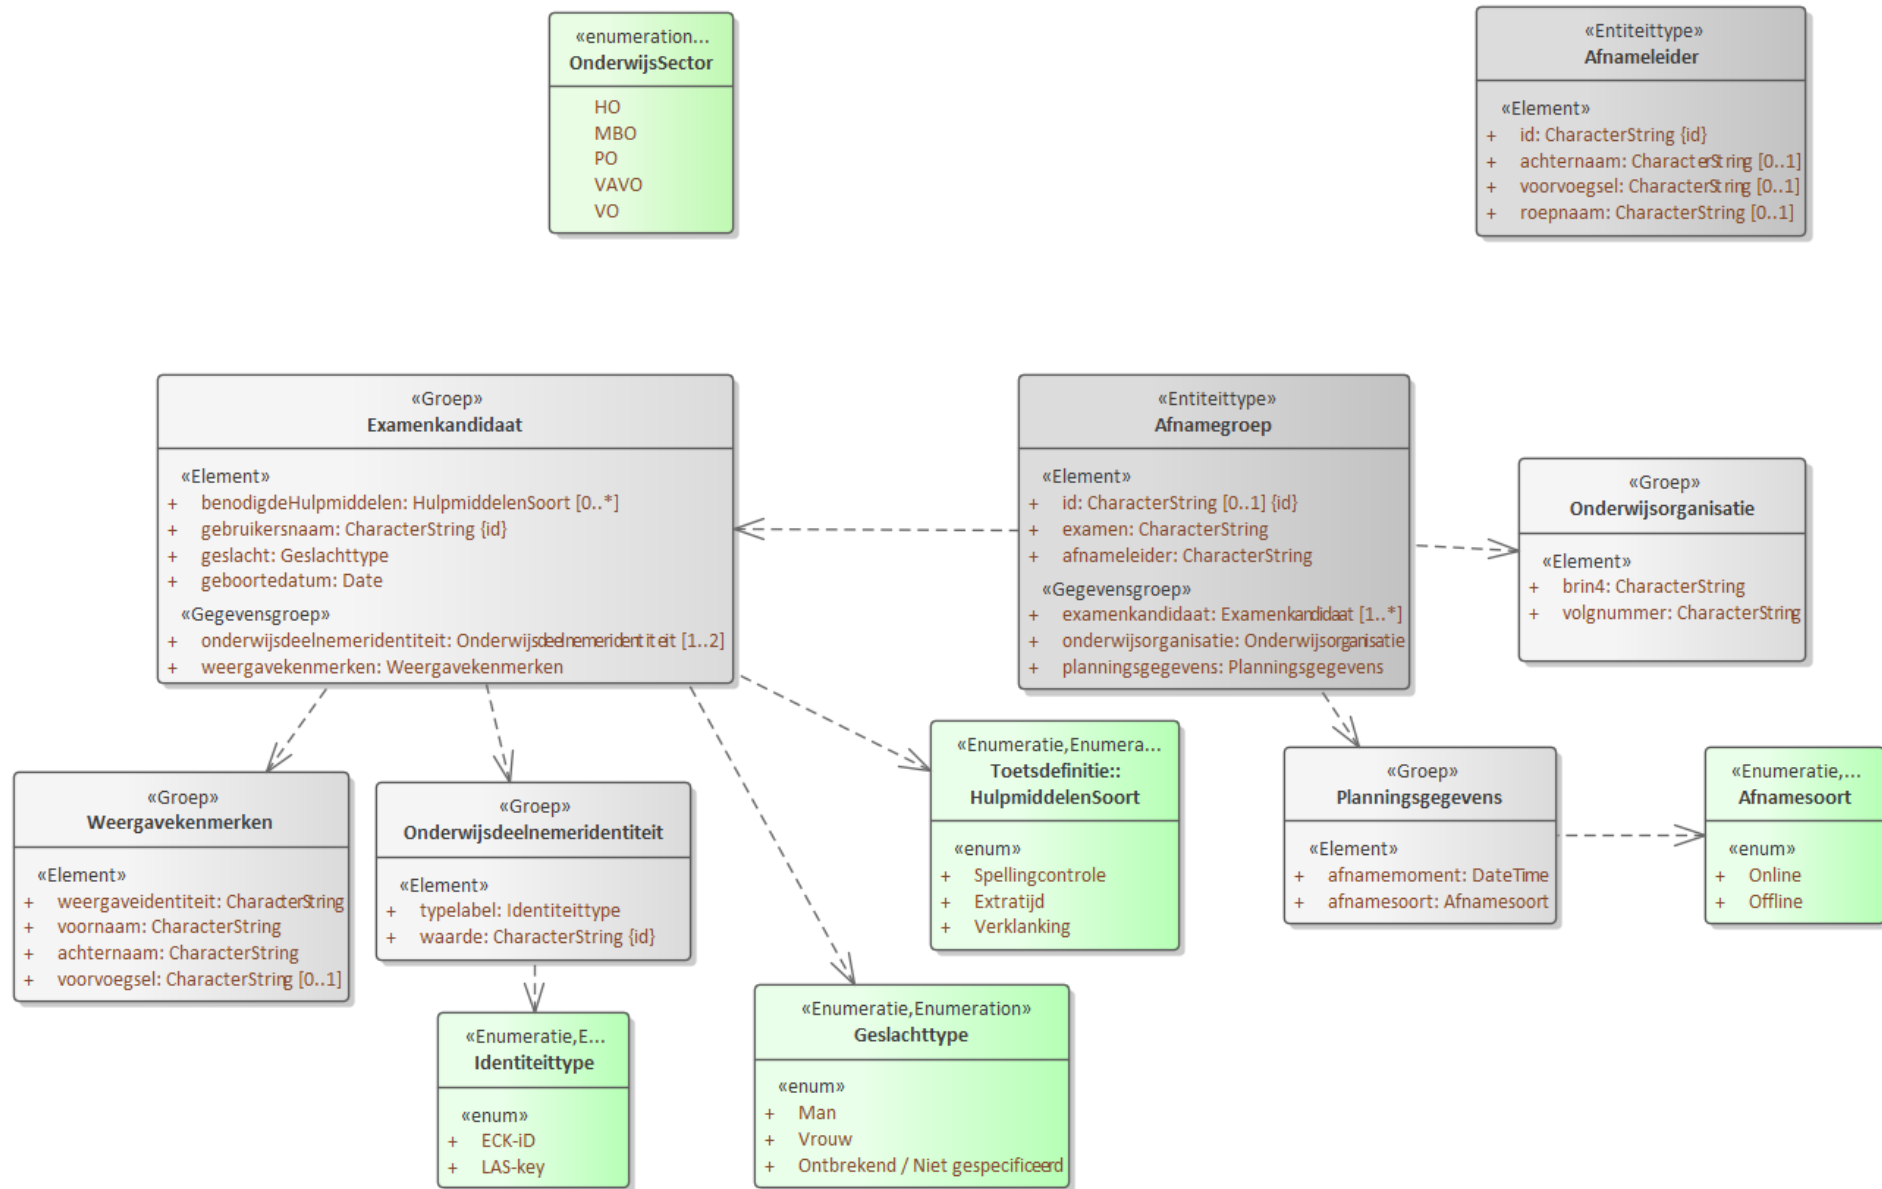 «enumeration...
OnderwijsSector
HO
MBO
PO
VAVO
VO
«Entiteittype»
Afnameleider
«Element»
+ id: CharacterString {id}
+ achternaam: CharacterString [0..1]
+ voorvoegsel: CharacterString [0..1]
+ roepnaam: CharacterString [0..1]
«Groep»
Examenkandidaat
«Element»
+ benodigdeHulpmiddelen: HulpmiddelenSoort [0..*]
+ gebruikersnaam: CharacterString {id}
+ geslacht: Geslachttype
+ geboortedatum: Date
«Gegevensgroep»
+ onderwijsdeelnemeridentiteit: Onderwijsdeelnemeridentiteit [1..2]
+ weergavekenmerken: Weergavekenmerken
«Entiteittype»
Afnamegroep
«Element»
+ id: CharacterString [0..1] {id}
+ examen: CharacterString
+ afnameleider: CharacterString
«Gegevensgroep»
+ examenkandidaat: Examenkandidaat [1..*]
+ onderwijsorganisatie: Onderwijsorganisatie
+ planningsgegevens: Planningsgegevens
«Groep»
Onderwijsorganisatie
«Element»
+ brin4: CharacterString
+ volgnummer: CharacterString
«Groep»
Weergavekenmerken
«Element»
+ weergaveidentiteit: CharacterString
+ voornaam: CharacterString
+ achternaam: CharacterString
+ voorvoegsel: CharacterString [0..1]
«Groep»
Onderwijsdeelnemeridentiteit
«Element»
+ typelabel: Identiteittype
+ waarde: CharacterString {id}
«Enumeratie,Enumera...
Toetsdefinitie::
HulpmiddelenSoort
«enum»
+ Spellingcontrole
+ Extratijd
+ Verklanking
«Groep»
Planningsgegevens
«Element»
+ afnamemoment: DateTime
+ afnamesoort: Afnamesoort
«Enumeratie,...
Afnamesoort
«enum»
+ Online
+ Offline
«Enumeratie,E...
Identiteittype
«enum»
+ ECK-iD
+ LAS-key
«Enumeratie,Enumeration»
Geslachttype
«enum»
+ Man
+ Vrouw
+ Ontbrekend / Niet gespecificeerd